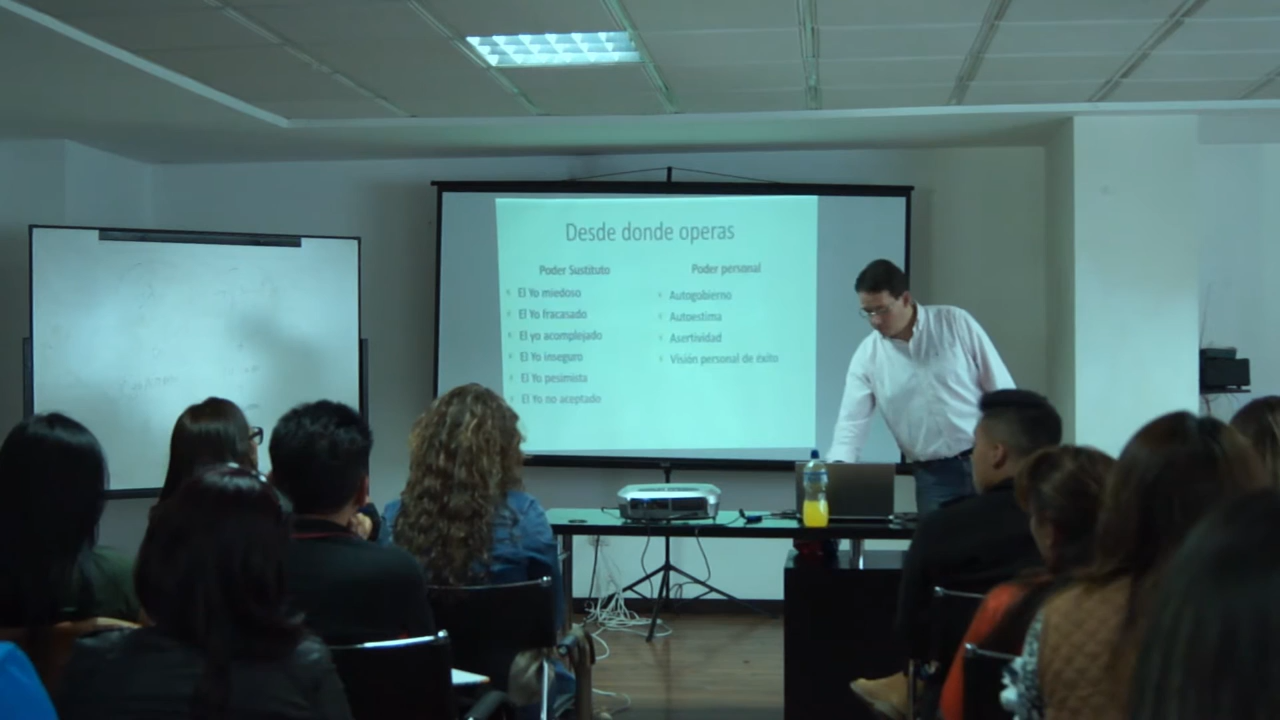 Desde donde operas
Poder Sustituto
El Yo miedoso
El Yo fracasado
El yo acomplejado
El Yo inseguro
El Yo pesimista
El Yo no aceptado
Poder personal
Autogobierno
Autoestima
Asertividad
Visión personal de éxito